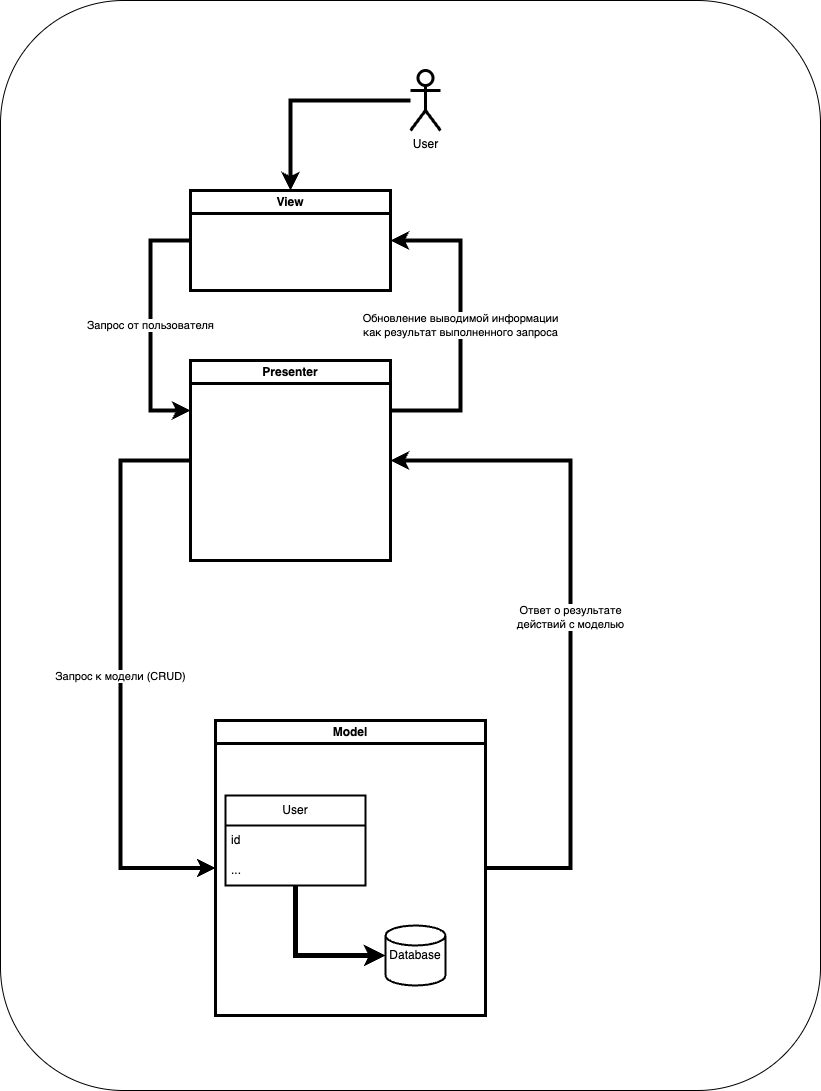 User
View
Запрос от пользователя
Обновление выводимой информации
как результат выполненного запроса
Presenter
Ответ о результате
действий с моделью
Запрос к модели (CRUD)
Model
User
id
...
Database